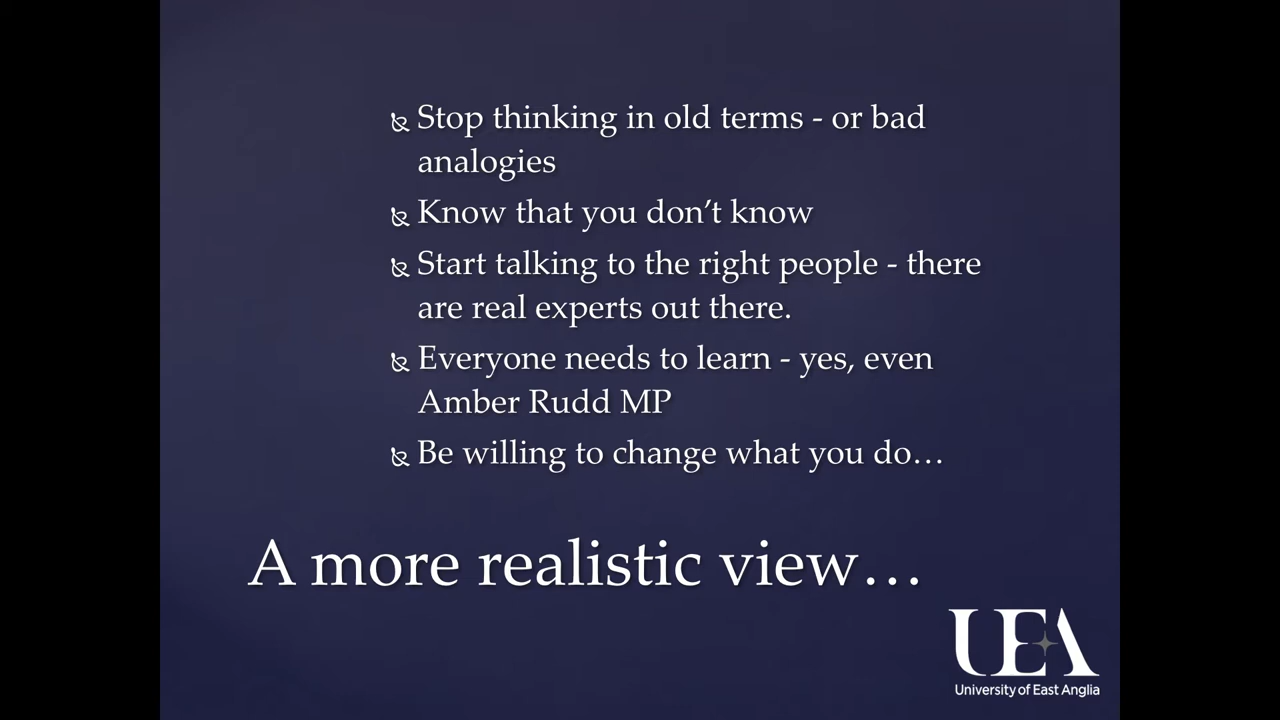 Stop thinking in old terms - or bad
analogies
Know that you don’t know
Start talking to the right people - there
are real experts out there.
Everyone needs to learn - yes, even
Amber Rudd MP
Be willing to change what you do…
A more realistic view…
UEA
University of East Anglia